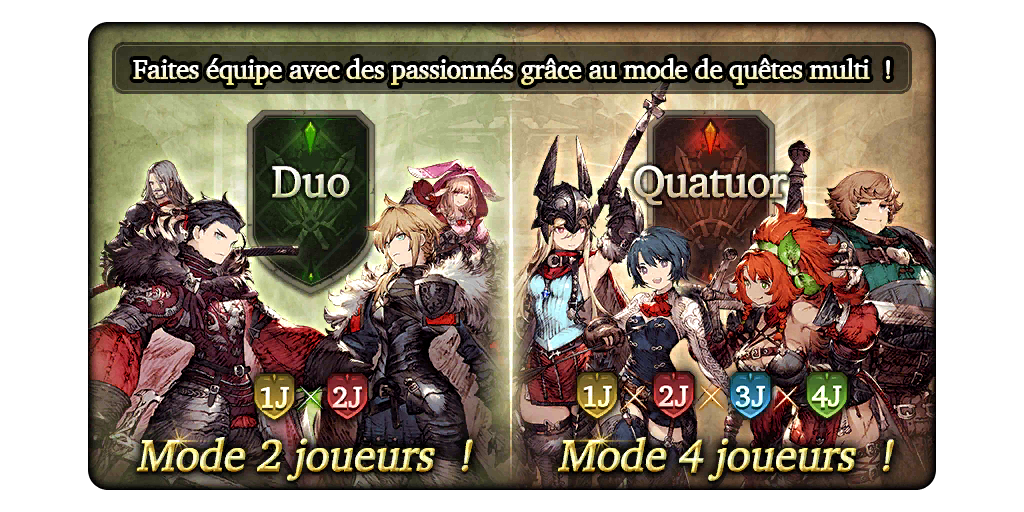 Faites équipe avec des passionnés grâce au mode de quêtes multi !
Duo
Quatuor
1J × 2J
1J × 2J × 3J × 4J
Mode 2 joueurs !
Mode 4 joueurs !